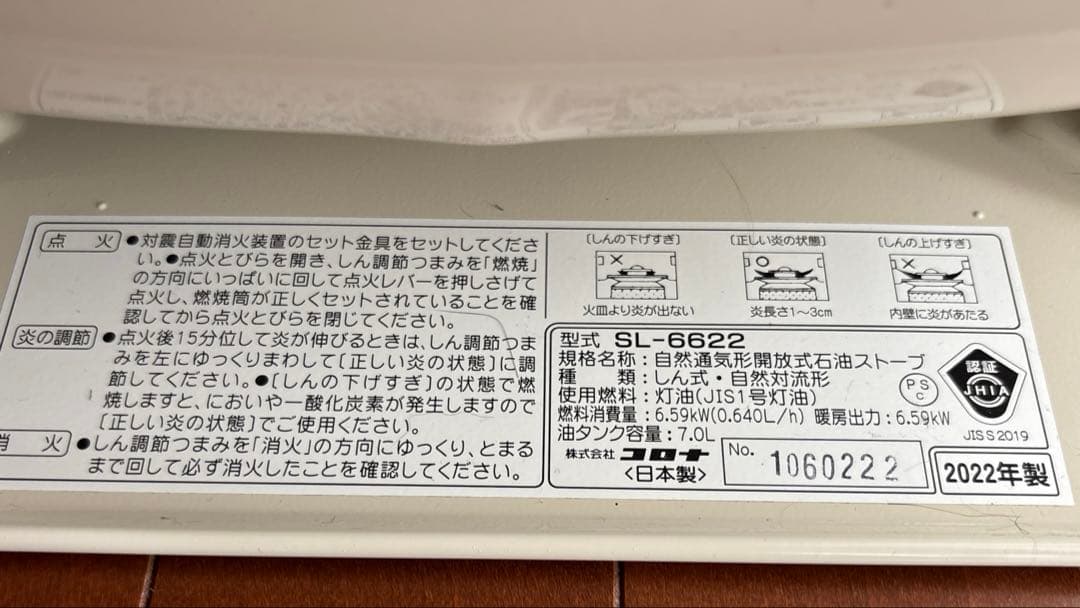 点火
●対震自動消火装置のセット金具をセットしてくださ
い。●点火とびらを開き、しん調節つまみを「燃焼」
の方向にいっぱいに回して点火レバーを押しさげて
点火し、燃焼筒が正しくセットされていることを確
認してから点火とびらを閉じてください。
炎の調節
●点火後15分位して炎が伸びるときは、しん調節つま
みを左にゆっくりまわして〔正しい炎の状態〕に調
節してください。●〔しんの下げすぎ〕の状態で燃
焼しますと、においや一酸化炭素が発生しますので
〔正しい炎の状態〕でご使用ください。
消火
●しん調節つまみを「消火」の方向にゆっくり、とまる
まで回して必ず消火したことを確認してください。
〔しんの下げすぎ〕
火皿より炎が出ない
〔正しい炎の状態〕
炎長さ1~3cm
〔しんの上げすぎ〕
内壁に炎があたる
型式 SL-6622
規格名称:自然通気形開放式石油ストーブ
種類:しん式・自然対流形
使用燃料:灯油(JIS1号灯油)
燃料消費量:6.59kW(0.640L/h) 暖房出力:6.59kW
油タンク容量:7.0L
株式会社 コロナ
〈日本製〉
No. 1060222
PS
C
認証
JHIA
JISS2019
2022年製